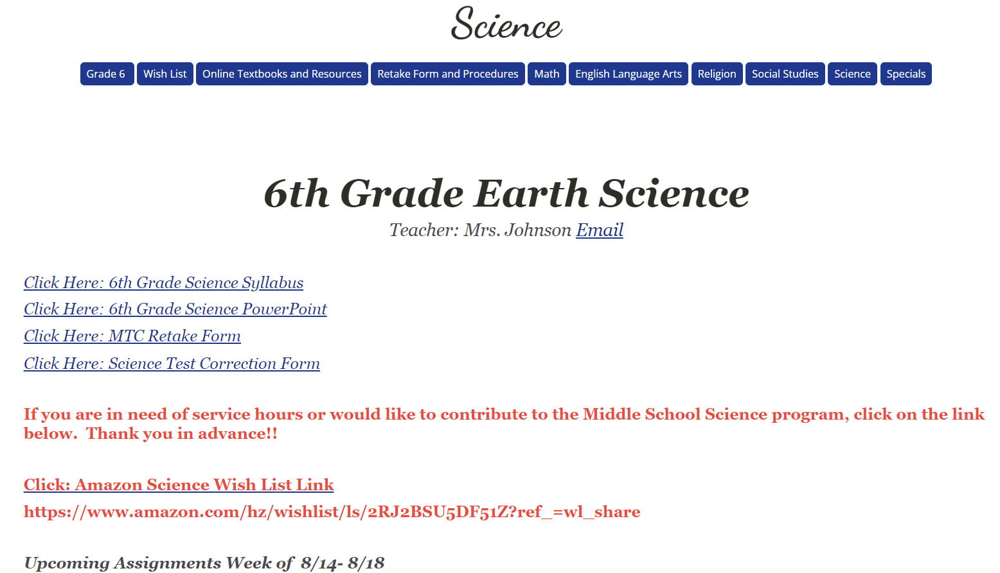 Science
Grade 6 Wish List Online Textbooks and Resources Retake Form and Procedures Math English Language Arts Religion Social Studies Science Specials
6th Grade Earth Science
Teacher: Mrs. Johnson Email
Click Here: 6th Grade Science Syllabus
Click Here: 6th Grade Science PowerPoint
Click Here: MTC Retake Form
Click Here: Science Test Correction Form
If you are in need of service hours or would like to contribute to the Middle School Science program, click on the link
below.  Thank you in advance!!
Click: Amazon Science Wish List Link
https://www.amazon.com/hz/wishlist/ls/2RJ2BSU5DF51Z?ref_=wl_share
Upcoming Assignments Week of  8/14- 8/18